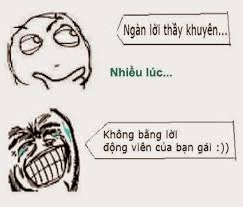 Ngàn lời thầy khuyên...
Nhiều lúc...
Không bằng lời
động viên của bạn gái :))